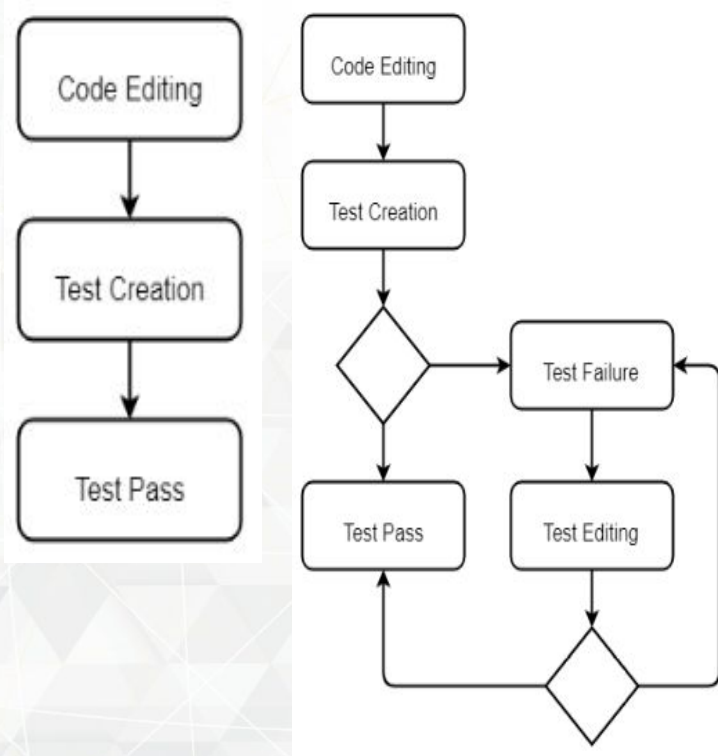 Code Editing
Test Creation
Test Pass
Code Editing
Test Creation
Test Failure
Test Pass
Test Editing